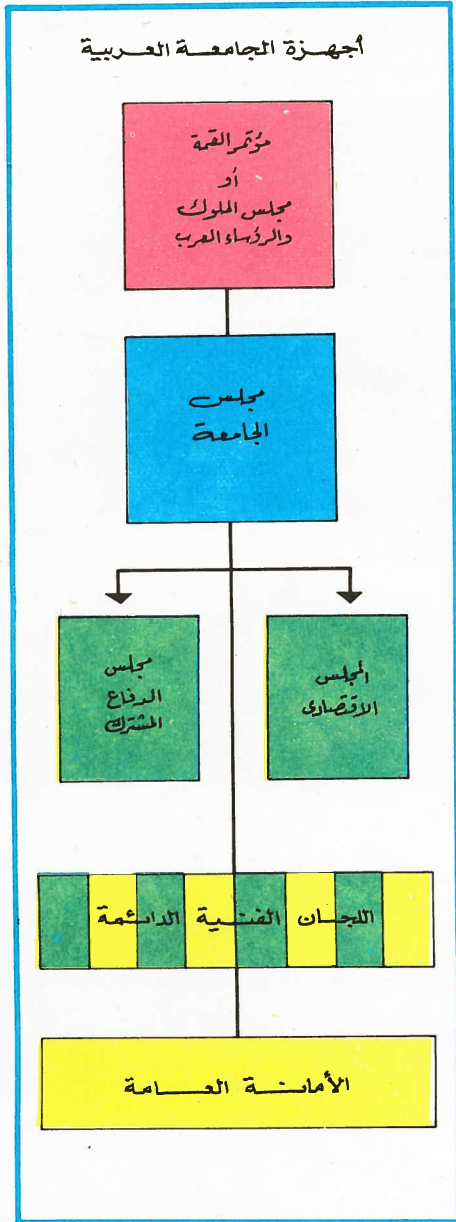 أجهزة الجامعة العربية
مؤتمر القمة
أو
مجلس الملوك
والرؤساء العرب
مجلس
الجامعة
المجلس
الاقتصادى
مجلس
الدفاع
المشترك
اللجان الفنية الدائمة
الأمانة العامة